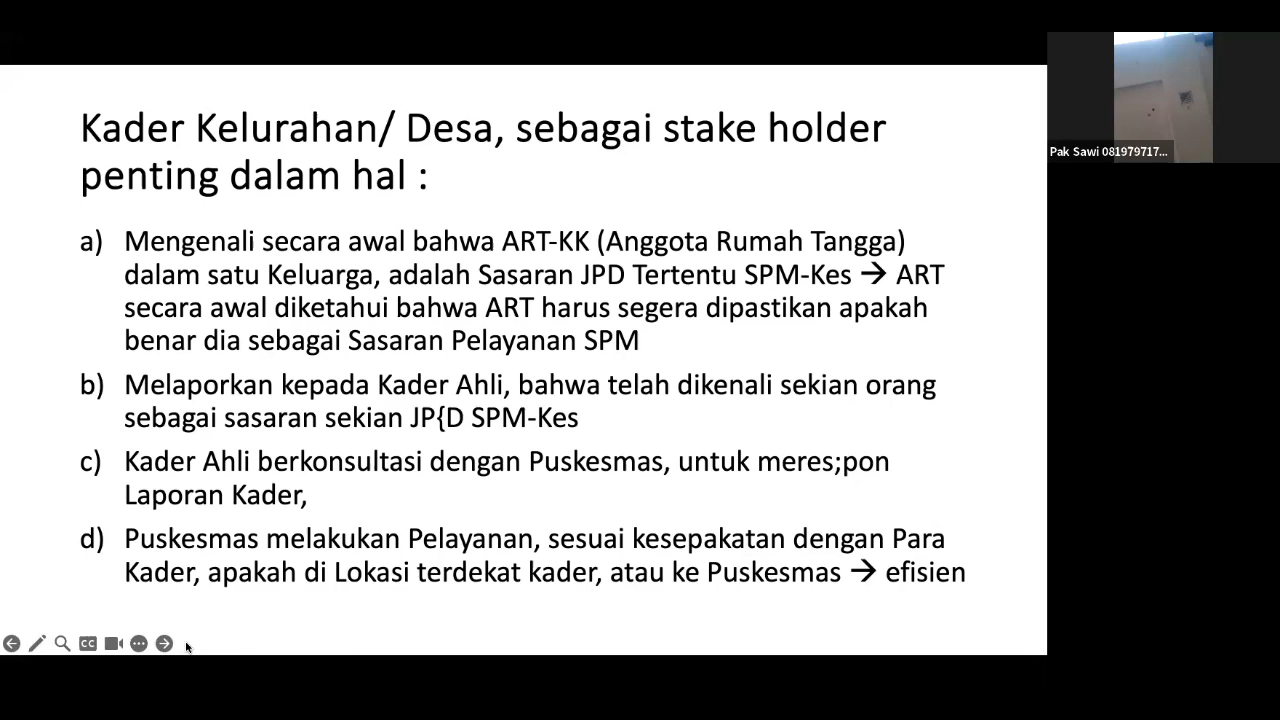 Kader Kelurahan/ Desa, sebagai stake holder
penting dalam hal :
a) Mengenali secara awal bahwa ART-KK (Anggota Rumah Tangga)
dalam satu Keluarga, adalah Sasaran JPD Tertentu SPM-Kes → ART
secara awal diketahui bahwa ART harus segera dipastikan apakah
benar dia sebagai Sasaran Pelayanan SPM
b) Melaporkan kepada Kader Ahli, bahwa telah dikenali sekian orang
sebagai sasaran sekian JP{D SPM-Kes
c) Kader Ahli berkonsultasi dengan Puskesmas, untuk meres;pon
Laporan Kader,
d) Puskesmas melakukan Pelayanan, sesuai kesepakatan dengan Para
Kader, apakah di Lokasi terdekat kader, atau ke Puskesmas → efisien
Pak Sawi 081979717...
CC